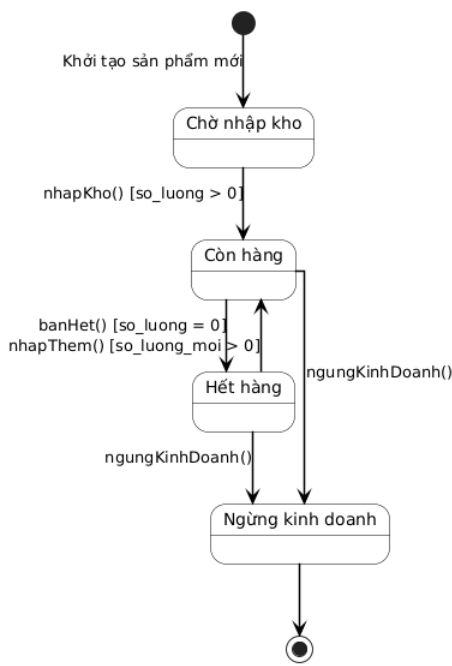 Khởi tạo sản phẩm mới
Chờ nhập kho
nhapKho() [so_luong > 0]
Còn hàng
banHet() [so_luong = 0]
nhapThem() [so_luong_moi > 0]
ngungKinhDoanh()
Hết hàng
ngungKinhDoanh()
Ngừng kinh doanh